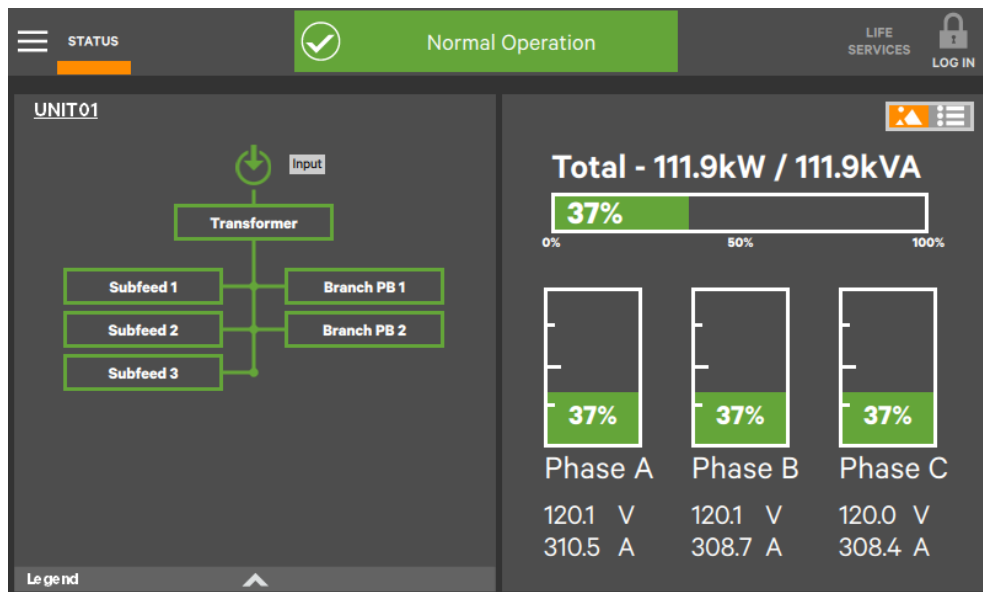 STATUS
Normal Operation
LIFE
SERVICES
LOG IN
UNIT01
Input
Transformer
Subfeed 1
Branch PB 1
Subfeed 2
Branch PB 2
Subfeed 3
Legend
Total - 111.9kW / 111.9kVA
37%
0% 50% 100%
37% 37% 37%
Phase A Phase B Phase C
120.1 V 120.1 V 120.0 V
310.5 A 308.7 A 308.4 A